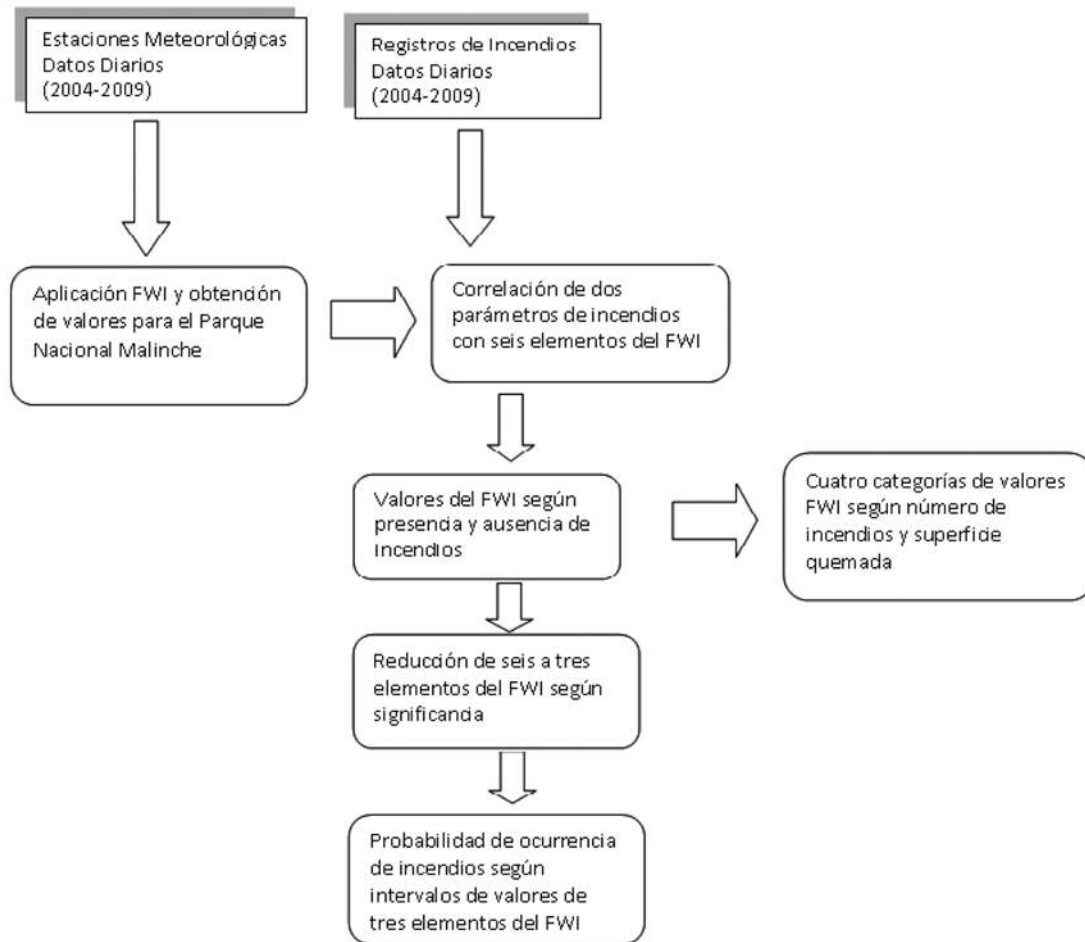 Estaciones Meteorológicas
Datos Diarios
(2004-2009)
Registros de Incendios
Datos Diarios
(2004-2009)
Aplicación FWI y obtención
de valores para el Parque
Nacional Malinche
Correlación de dos
parámetros de incendios
con seis elementos del FWI
Valores del FWI según
presencia y ausencia de
Incendios
Cuatro categorías de valores
FWI según número de
incendios y superficie
quemada
Reducción de seis a tres
elementos del FWI según
significancia
Probabilidad de ocurrencia
de incendios según
intervalos de valores de
tres elementos del FWI